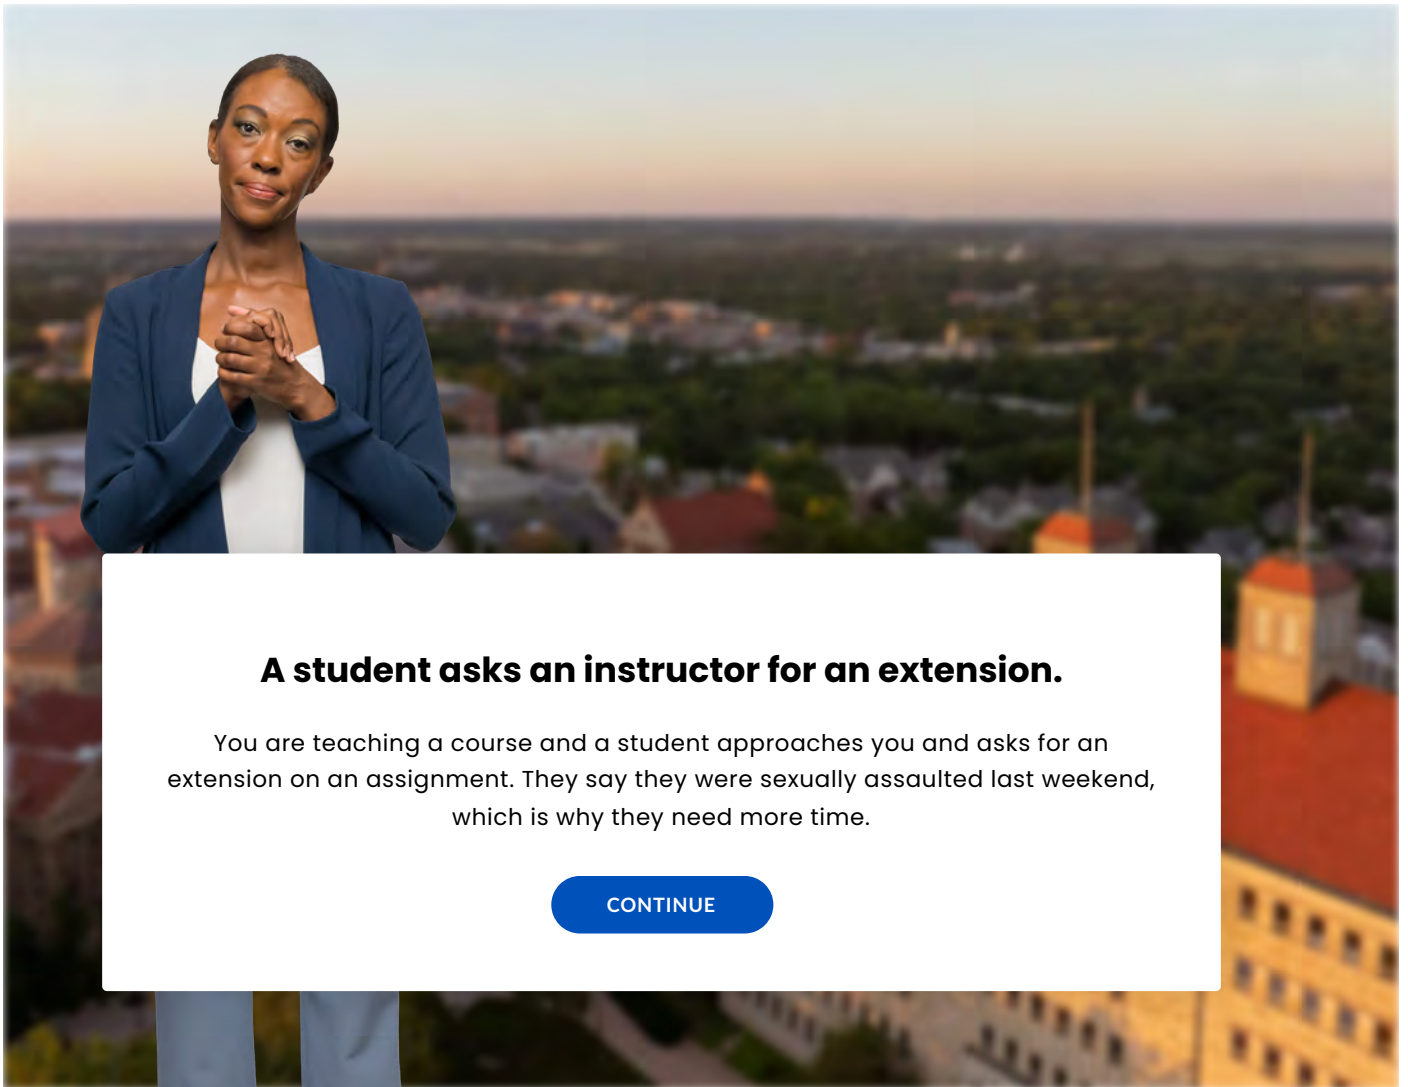 A student asks an instructor for an extension.
You are teaching a course and a student approaches you and asks for an
extension on an assignment. They say they were sexually assaulted last weekend,
which is why they need more time.
CONTINUE